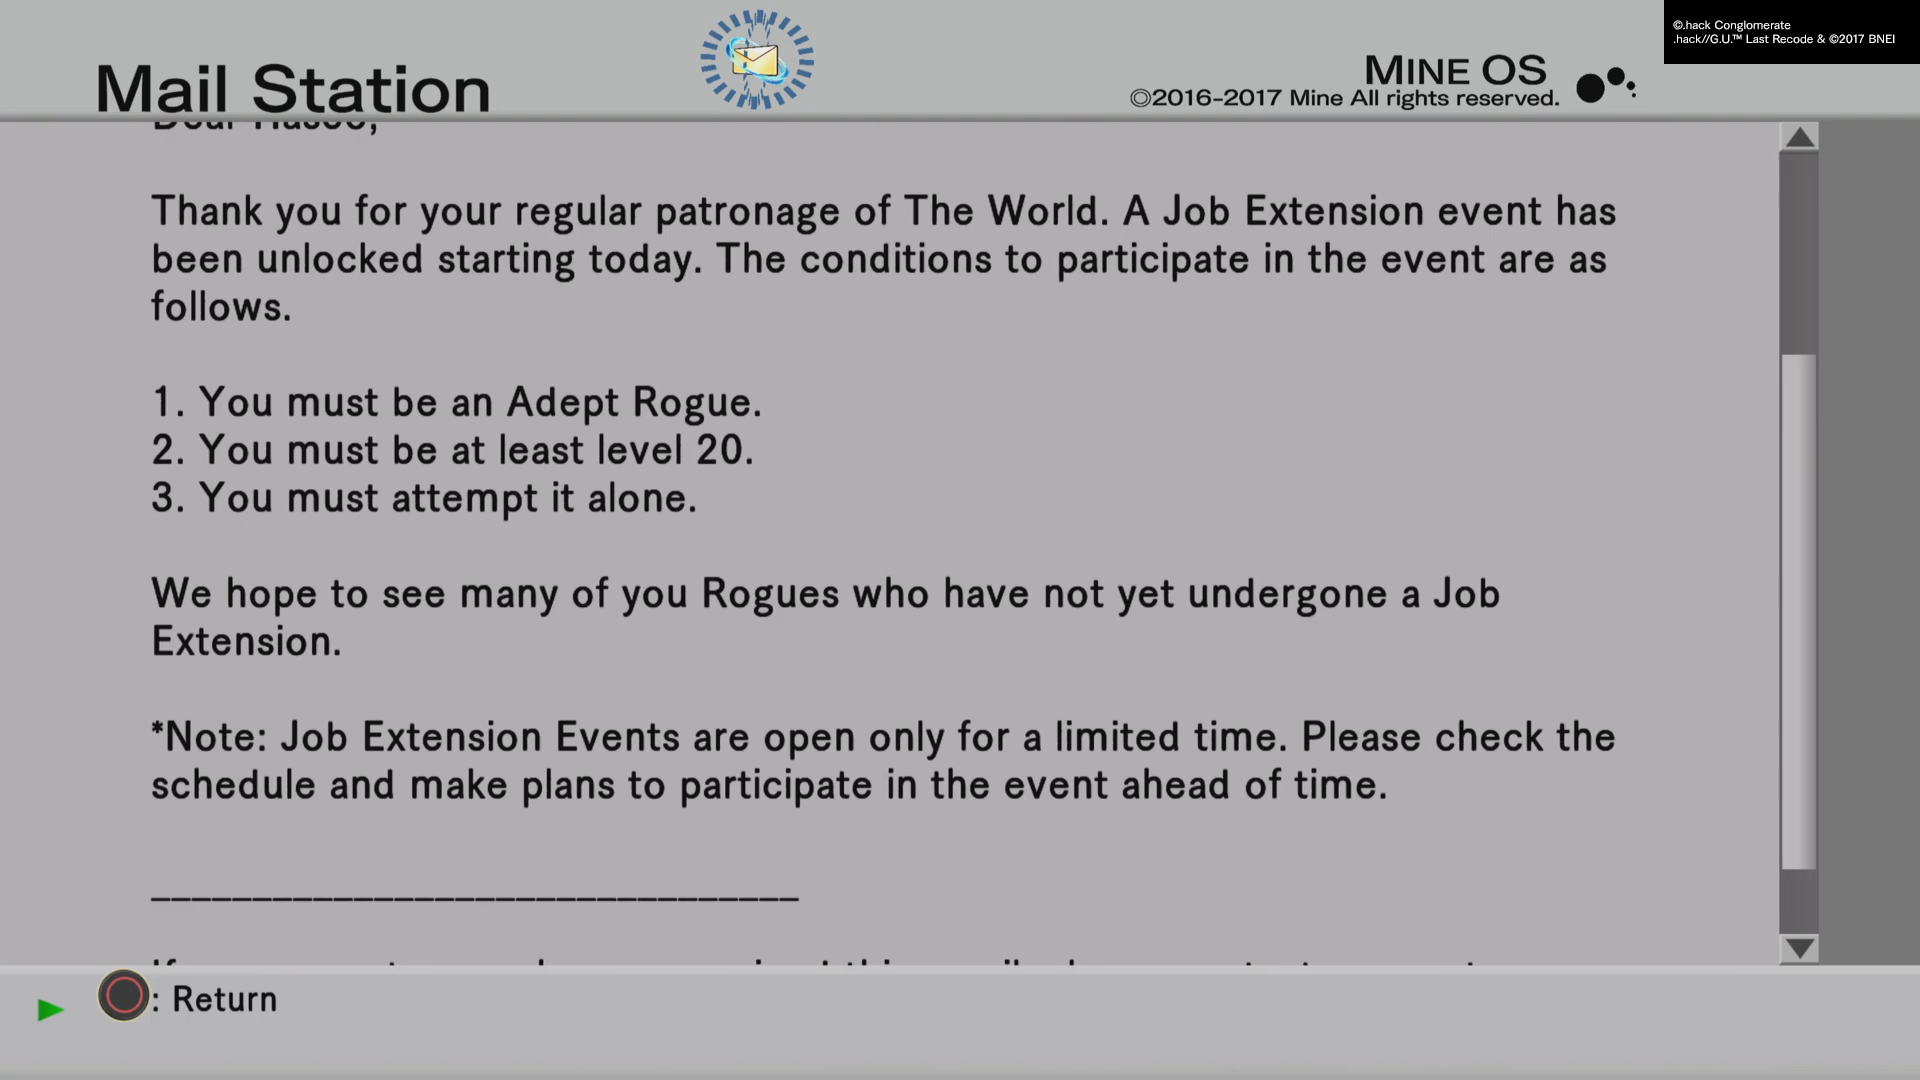 ©.hack Conglomerate
.hack//G.U.™ Last Recode & ©2017 BNEI
Mail Station
MINE OS
©2016-2017 Mine All rights reserved.
Dear Haseo,
Thank you for your regular patronage of The World. A Job Extension event has
been unlocked starting today. The conditions to participate in the event are as
follows.
1. You must be an Adept Rogue.
2. You must be at least level 20.
3. You must attempt it alone.
We hope to see many of you Rogues who have not yet undergone a Job
Extension.
*Note: Job Extension Events are open only for a limited time. Please check the
schedule and make plans to participate in the event ahead of time.
________________________________
: Return